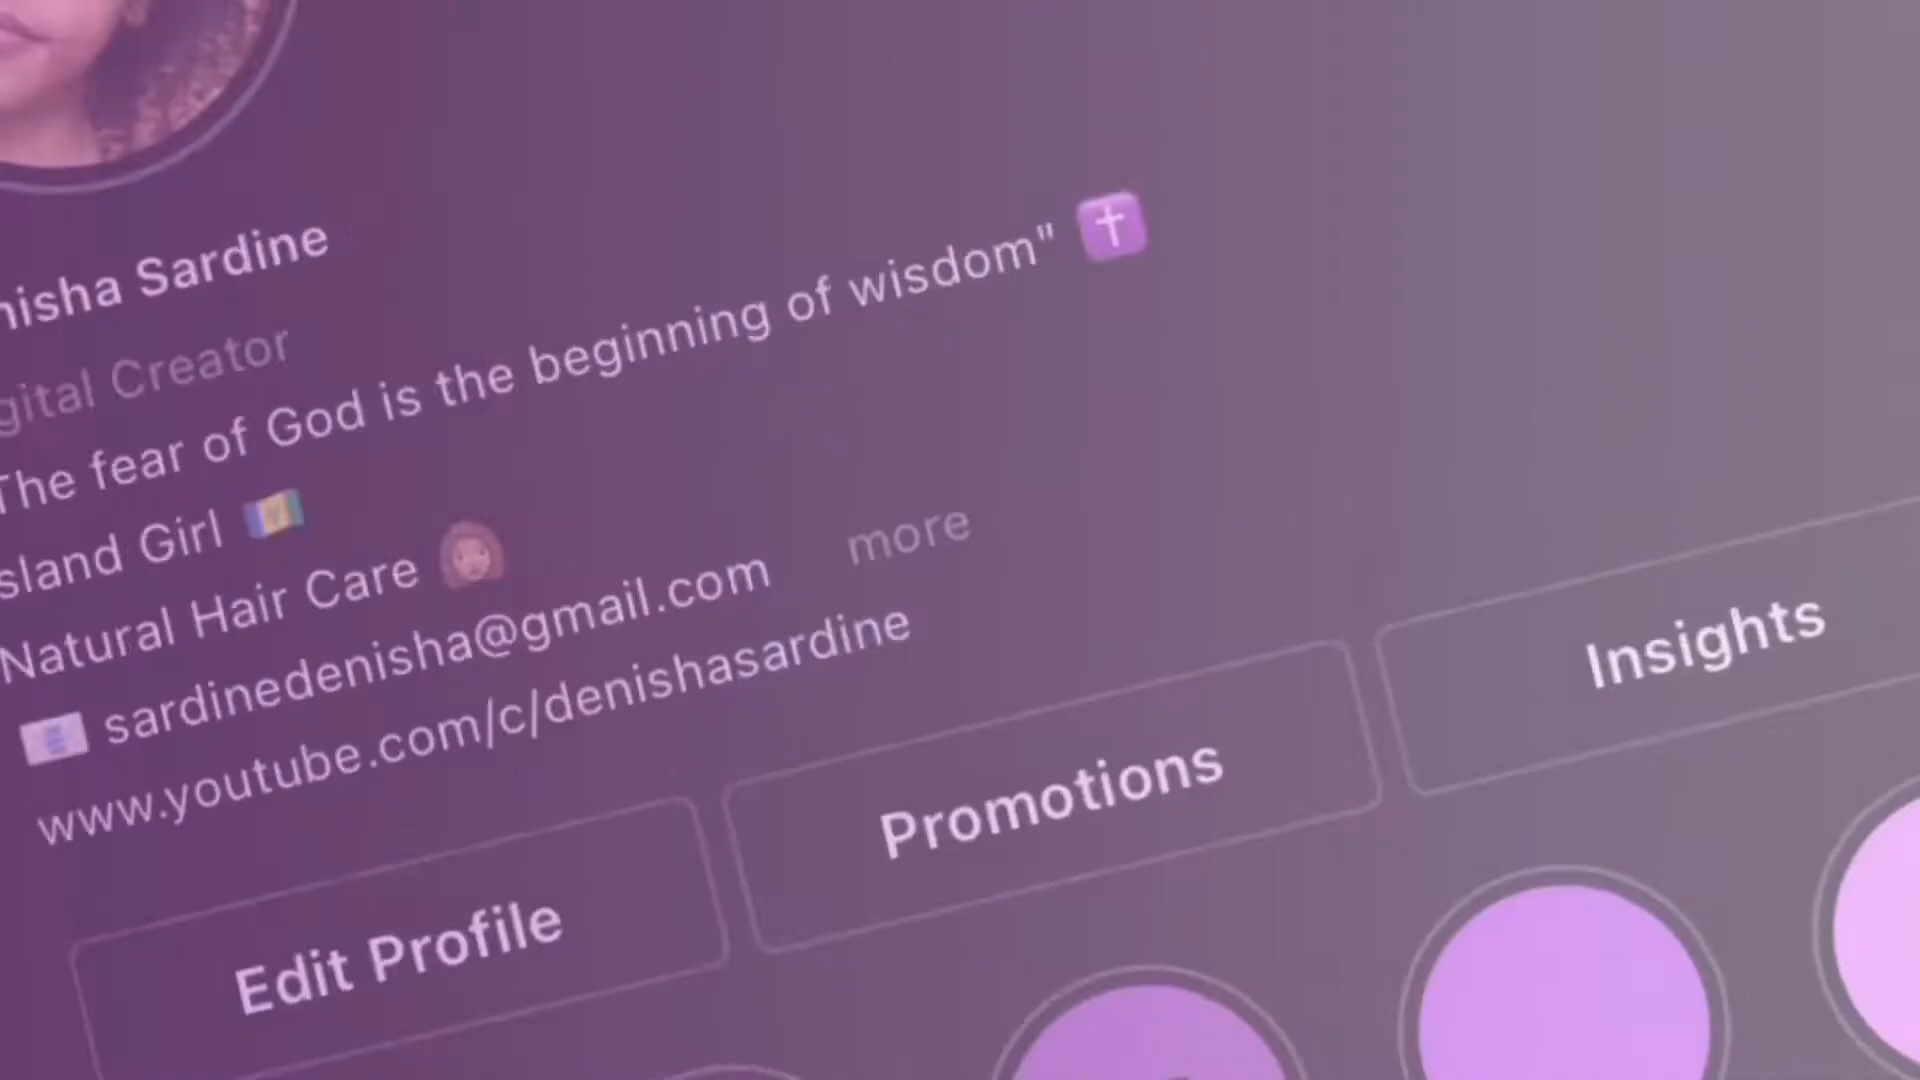 nisha Sardine
gital Creator
The fear of God is the beginning of wisdom" ✝️
sland Girl 🇧🇧
Natural Hair Care 👩🏽‍🦱
📧 sardinedenisha@gmail.com more
www.youtube.com/c/denishasardine
Edit Profile
Promotions
Insights